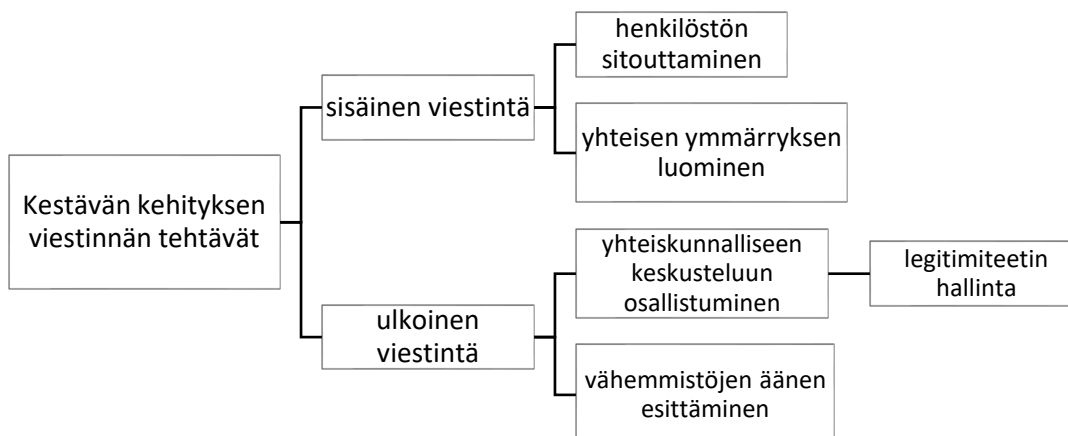 Kestävän kehityksen
viestinnän tehtävät
sisäinen viestintä
henkilöstön
sitouttaminen
yhteisen ymmärryksen
luominen
ulkoinen
viestintä
yhteiskunnalliseen
keskusteluun
osallistuminen
legitimiteetin
hallinta
vähemmistöjen äänen
esittäminen